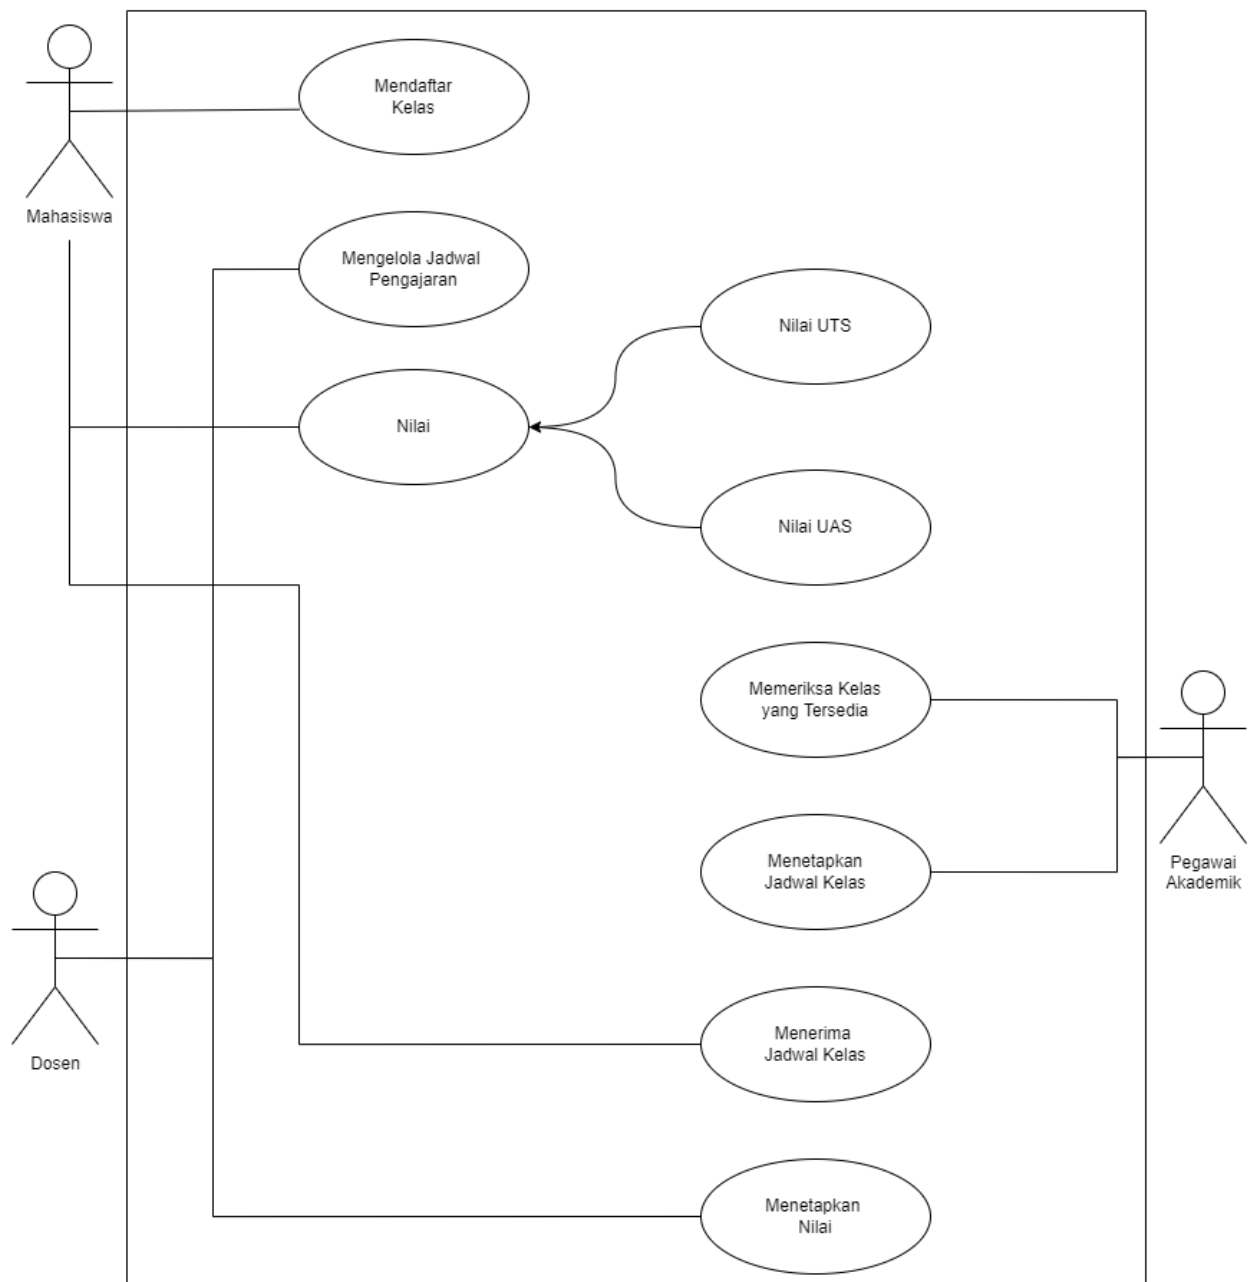 Mendaftar
Kelas
Mahasiswa
Mengelola Jadwal
Pengajaran
Nilai UTS
Nilai
Nilai UAS
Memeriksa Kelas
yang Tersedia
Menetapkan
Jadwal Kelas
Pegawai
Akademik
Menerima
Jadwal Kelas
Dosen
Menetapkan
Nilai